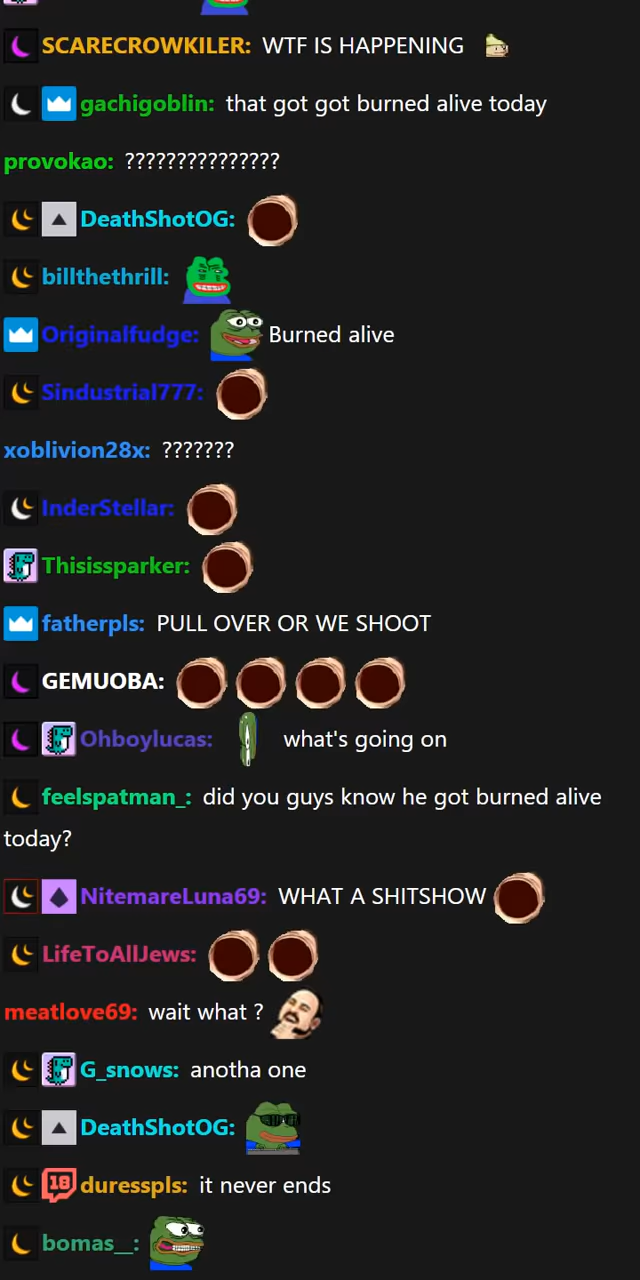 SCARECROWKILER: WTF IS HAPPENING
gachigoblin: that got got burned alive today
provokao: ???????????????
DeathShotOG:
billthethrill:
Originalfudge: Burned alive
Sindustrial777:
xoblivion28x: ???????
InderStellar:
Thisissparker:
fatherpls: PULL OVER OR WE SHOOT
GEMUOBA:
Ohboylucas: what's going on
feelspatman_: did you guys know he got burned alive
today?
NitemareLuna69: WHAT A SHITSHOW
LifeToAllJews:
meatlove69: wait what ?
G_snows: anotha one
DeathShotOG:
18 duresspls: it never ends
bomas__: